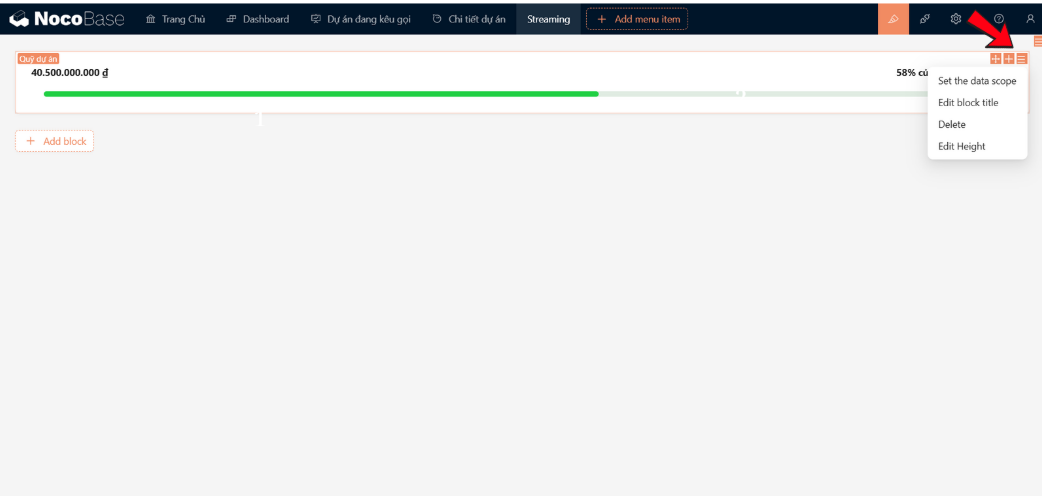 NocoBase
Trang Chủ
Dashboard
Dự án đang kêu gọi
Chi tiết dự án
Streaming
+ Add menu item
Quỹ dự án
40.500.000.000 ₫
58%
Set the data scope
Edit block title
Delete
Edit Height
+ Add block